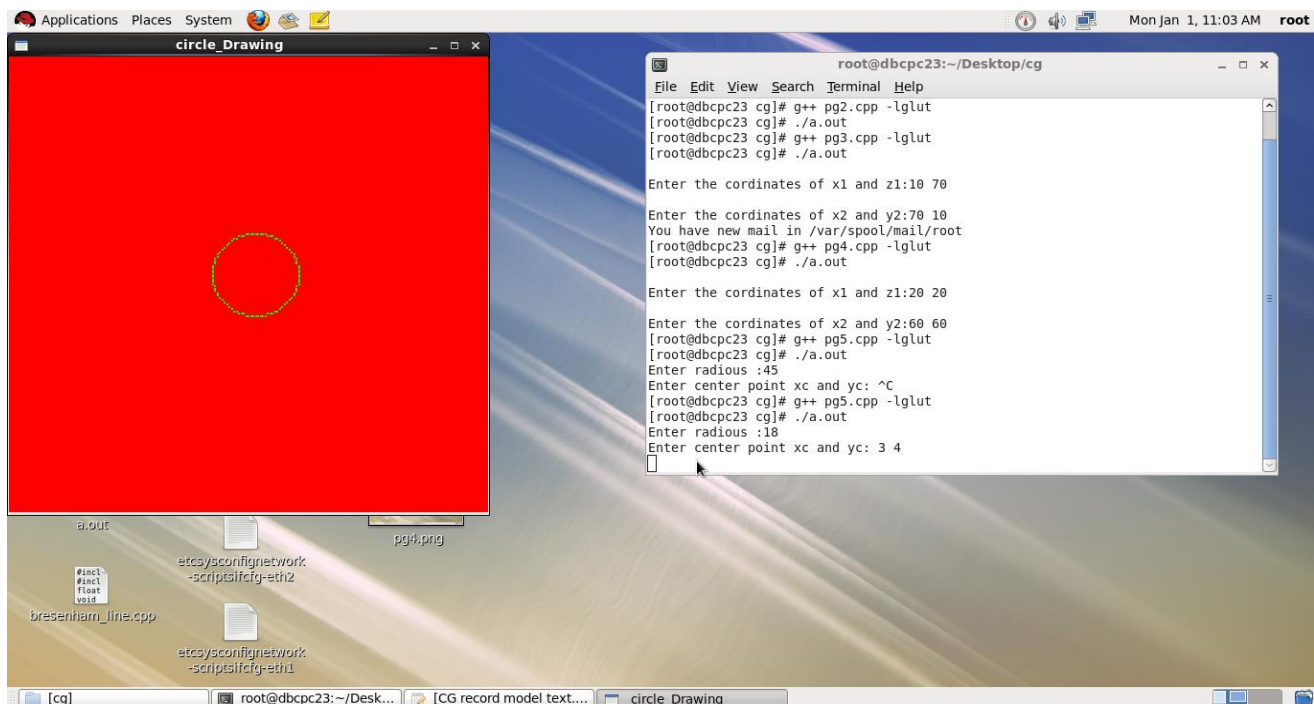 Applications Places System Mon Jan 1, 11:03 AM root
circle_Drawing
root@dbcpc23:~/Desktop/cg
File Edit View Search Terminal Help
[root@dbcpc23 cg]# g++ pg2.cpp -lglut
[root@dbcpc23 cg]# ./a.out
[root@dbcpc23 cg]# g++ pg3.cpp -lglut
[root@dbcpc23 cg]# ./a.out
Enter the cordinates of x1 and z1:10 70
Enter the cordinates of x2 and y2:70 10
You have new mail in /var/spool/mail/root
[root@dbcpc23 cg]# g++ pg4.cpp -lglut
[root@dbcpc23 cg]# ./a.out
Enter the cordinates of x1 and z1:20 20
Enter the cordinates of x2 and y2:60 60
[root@dbcpc23 cg]# g++ pg5.cpp -lglut
[root@dbcpc23 cg]# ./a.out
Enter radious :45
Enter center point xc and yc: ^C
[root@dbcpc23 cg]# g++ pg5.cpp -lglut
[root@dbcpc23 cg]# ./a.out
Enter radious :18
Enter center point xc and yc: 3 4
a.out
pg4.png
etcsysconfignetwork
-scriptsifcfg-eth2
#incl
#incl
float
void
bresenham_line.cpp
etcsysconfignetwork
-scriptsifcfg-eth1
[cg] root@dbcpc23:~/Desk... [CG record model text.... circle_Drawing